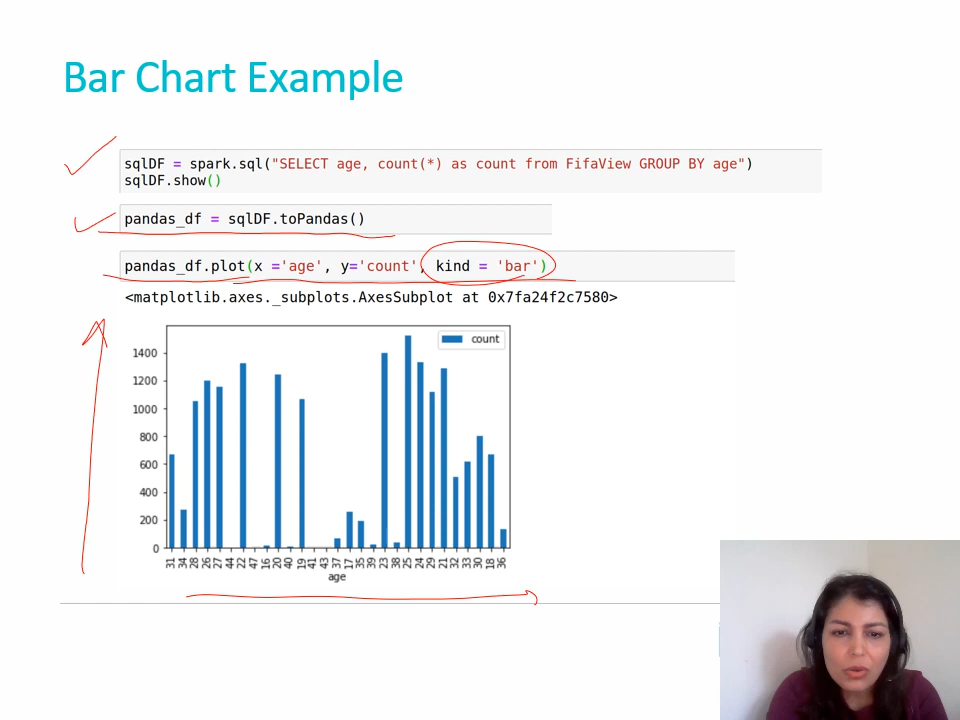 Bar Chart Example
sqlDF = spark.sql("SELECT age, count(*) as count from FifaView GROUP BY age")
sqlDF.show()
pandas_df = sqlDF.toPandas()
pandas_df.plot(x ='age', y='count', kind = 'bar')
<matplotlib.axes._subplots.AxesSubplot at 0x7fa24f2c7580>
count
1400
1200
1000
800
600
400
200
0
31 34 28 26 27 44 22 47 16 20 40 19 41 43 37 17 35 39 23 38 25 24 29 21 32 33 30 18 36
age